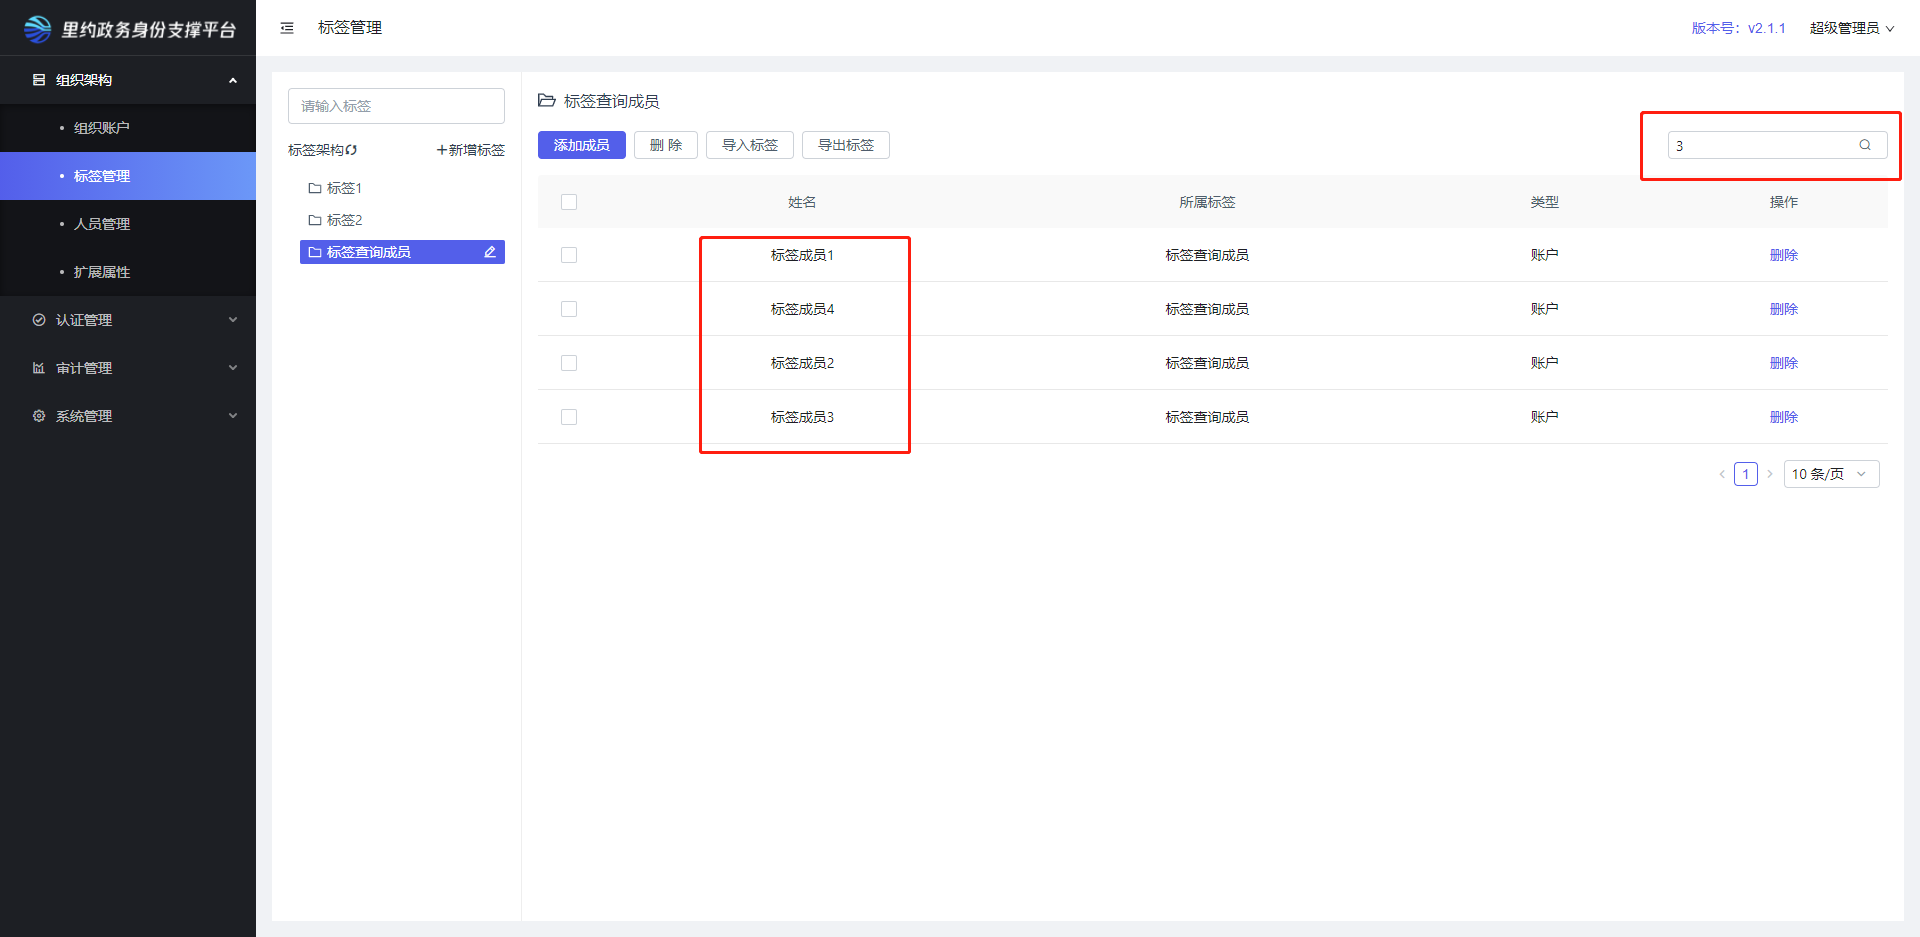 里约政务身份支撑平台
标签管理
版本号：v2.1.1
超级管理员
组织架构
组织账户
标签管理
人员管理
扩展属性
认证管理
审计管理
系统管理
请输入标签
标签架构
+新增标签
标签1
标签2
标签查询成员
标签查询成员
添加成员
删 除
导入标签
导出标签
3
姓名 所属标签 类型 操作
标签成员1 标签查询成员 账户 删除
标签成员4 标签查询成员 账户 删除
标签成员2 标签查询成员 账户 删除
标签成员3 标签查询成员 账户 删除
1
10 条/页